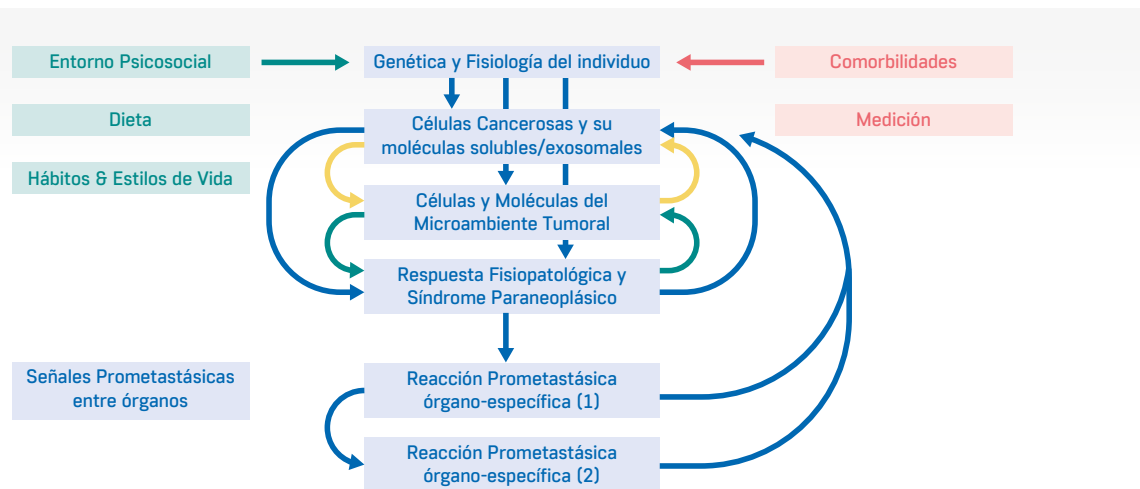 Entorno Psicosocial
Genética y Fisiología del individuo
Comorbilidades
Dieta
Células Cancerosas y su
moléculas solubles/exosomales
Medición
Hábitos & Estilos de Vida
Células y Moléculas del
Microambiente Tumoral
Respuesta Fisiopatológica y
Síndrome Paraneoplásico
Señales Prometastásicas
entre órganos
Reacción Prometastásica
órgano-específica (1)
Reacción Prometastásica
órgano-específica (2)